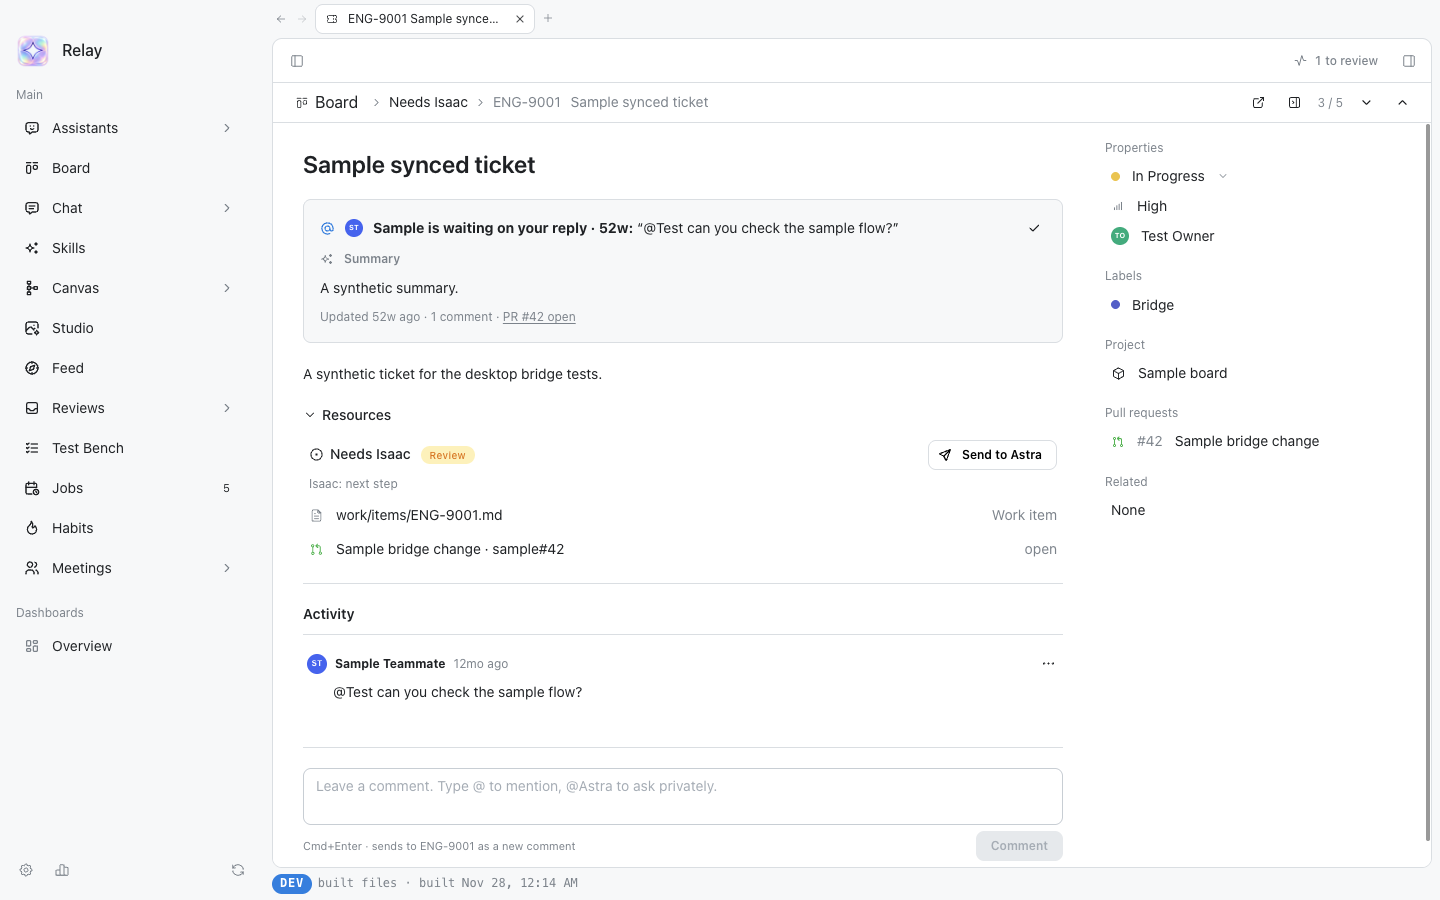 ENG-9001 Sample synce...
Relay
1 to review
Main
Board
Needs Isaac
ENG-9001 Sample synced ticket
3 / 5
Assistants
Board
Chat
Skills
Canvas
Studio
Feed
Reviews
Test Bench
Jobs
5
Habits
Meetings
Dashboards
Overview
Sample synced ticket
ST
Sample is waiting on your reply · 52w: “@Test can you check the sample flow?”
Summary
A synthetic summary.
Updated 52w ago · 1 comment · PR #42 open
A synthetic ticket for the desktop bridge tests.
Resources
Needs Isaac
Review
Send to Astra
Isaac: next step
work/items/ENG-9001.md
Work item
Sample bridge change · sample#42
open
Activity
ST
Sample Teammate 12mo ago
@Test can you check the sample flow?
Leave a comment. Type @ to mention, @Astra to ask privately.
Cmd+Enter · sends to ENG-9001 as a new comment
Comment
Properties
In Progress
High
TO
Test Owner
Labels
Bridge
Project
Sample board
Pull requests
#42 Sample bridge change
Related
None
DEV built files · built Nov 28, 12:14 AM